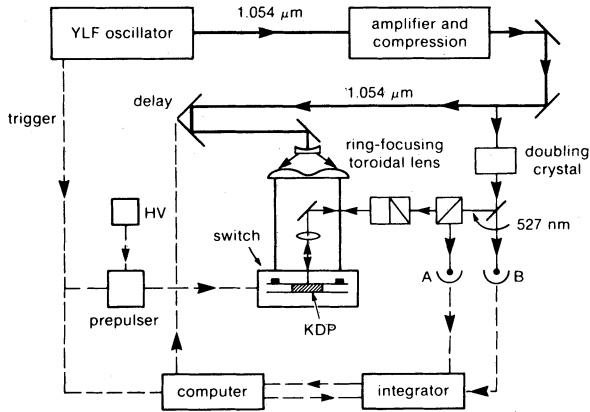 1.054 μm
YLF oscillator
amplifier and
compression
1.054 μm
delay
trigger
ring-focusing
toroidal lens
doubling
crystal
HV
527 nm
switch
A
B
prepulser
KDP
computer
integrator